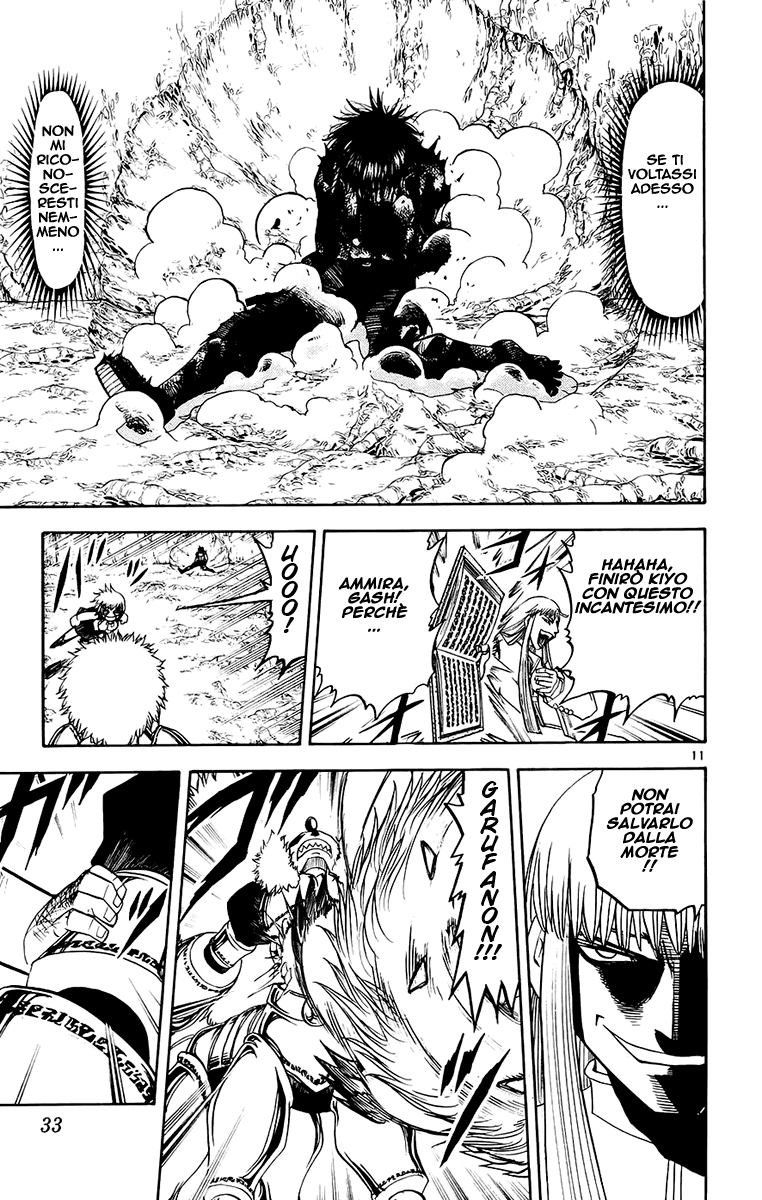 SE TI
VOLTASSI
ADESSO
...
NON
MI
RICO-
NO-
SCE-
RESTI
NEM-
MENO
...
HAHAHA,
FINIRÒ KIYO
CON QUESTO
INCANTESIMO!!
AMMIRA,
GASH!
PERCHÈ
...
UOOO!
11
NON
POTRAI
SALVARLO
DALLA
MORTE
!!
GARUFANON!!!
33